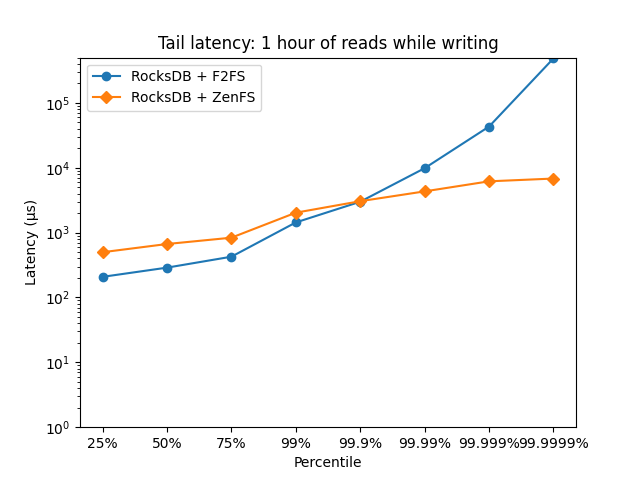 Tail latency: 1 hour of reads while writing
RocksDB + F2FS
RocksDB + ZenFS
10^5
10^4
10^3
10^2
10^1
10^0
Latency (μs)
25% 50% 75% 99% 99.9% 99.99% 99.999% 99.9999%
Percentile